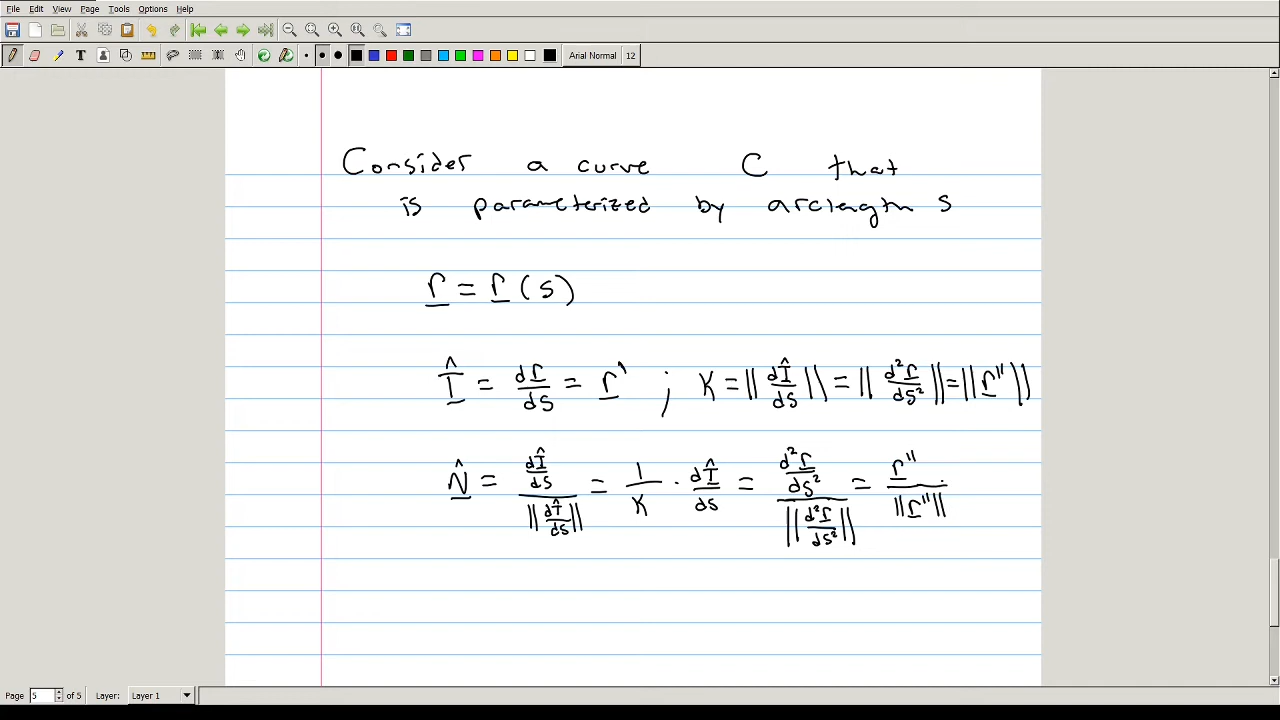 File Edit View Page Tools Options Help
Arial Normal 12
Consider a curve C that
is parameterized by arclength s
r = r(s)
T̂ = dr/ds = r' ; K = ||dT̂/ds|| = ||d²r/ds²|| = ||r''||
N̂ = (dT̂/ds)/||dT̂/ds|| = 1/K · dT̂/ds = (d²r/ds²)/||d²r/ds²|| = r''/||r''||
Page 5 of 5 Layer: Layer 1